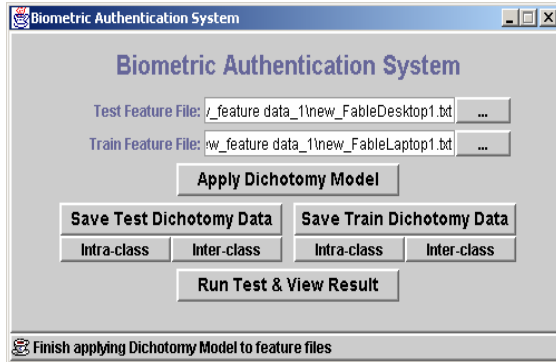 Biometric Authentication System
Biometric Authentication System
Test Feature File: /_feature data_1\new_FableDesktop1.txt ...
Train Feature File: w_feature data_1\new_FableLaptop1.txt ...
Apply Dichotomy Model
Save Test Dichotomy Data Save Train Dichotomy Data
Intra-class Inter-class Intra-class Inter-class
Run Test & View Result
Finish applying Dichotomy Model to feature files